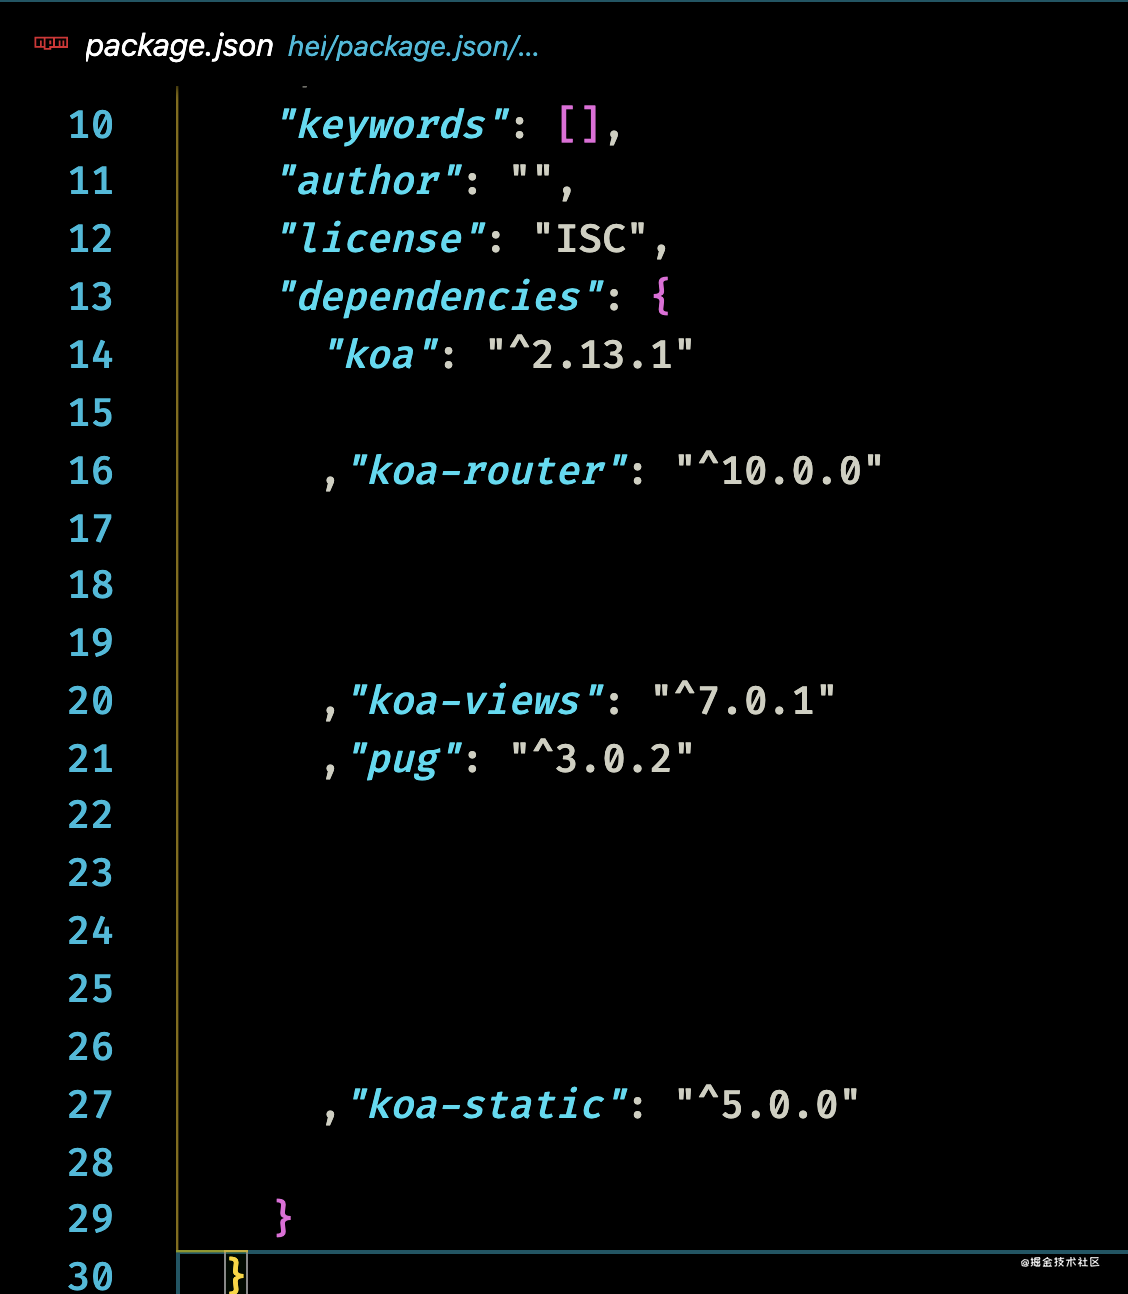 npm package.json hei/package.json/...
10 "keywords": [],
11 "author": "",
12 "license": "ISC",
13 "dependencies": {
14 "koa": "^2.13.1"
15
16 ,"koa-router": "^10.0.0"
17
18
19
20 ,"koa-views": "^7.0.1"
21 ,"pug": "^3.0.2"
22
23
24
25
26
27 ,"koa-static": "^5.0.0"
28
29 }
30 }
@掘金技术社区